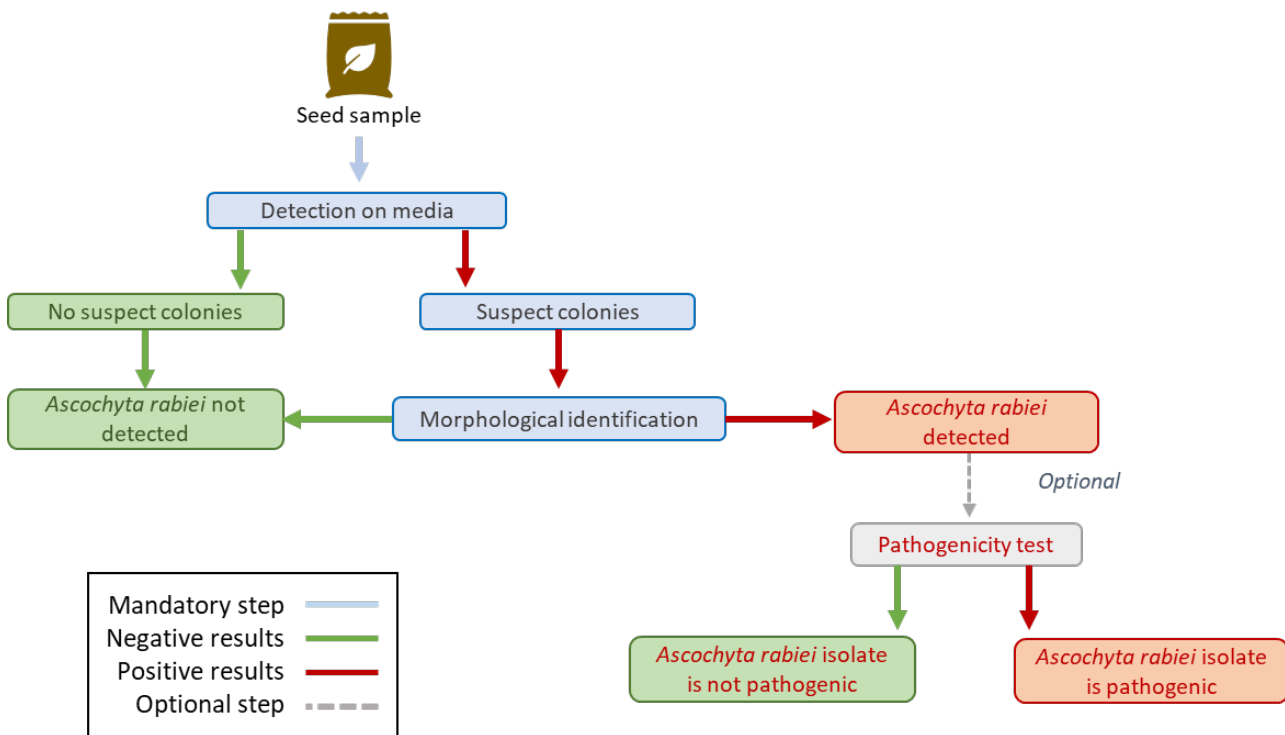 Seed sample
Detection on media
No suspect colonies
Suspect colonies
Ascochyta rabiei not
detected
Morphological identification
Ascochyta rabiei
detected
Optional
Pathogenicity test
Ascochyta rabiei isolate
is not pathogenic
Ascochyta rabiei isolate
is pathogenic
Mandatory step
Negative results
Positive results
Optional step